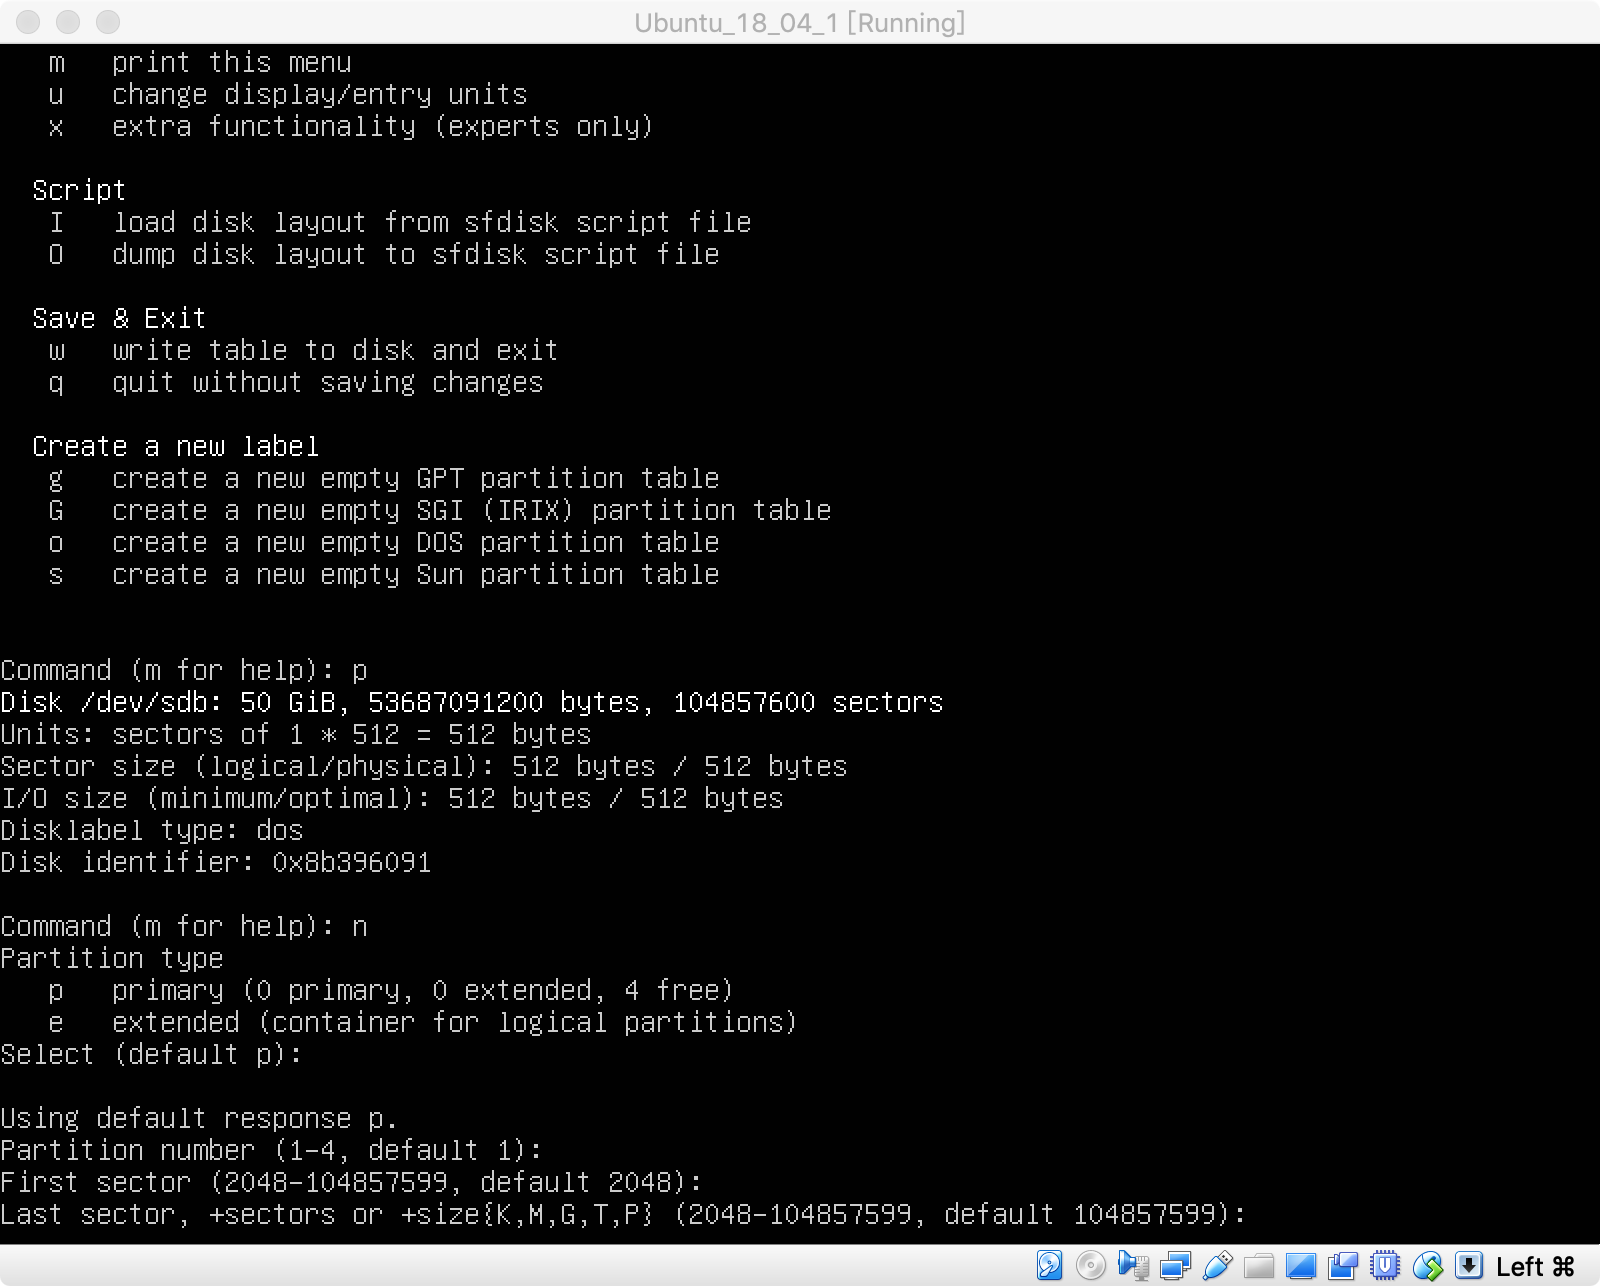 Ubuntu_18_04_1 [Running]
m   print this menu
u   change display/entry units
x   extra functionality (experts only)
Script
I   load disk layout from sfdisk script file
O   dump disk layout to sfdisk script file
Save & Exit
w   write table to disk and exit
q   quit without saving changes
Create a new label
g   create a new empty GPT partition table
G   create a new empty SGI (IRIX) partition table
o   create a new empty DOS partition table
s   create a new empty Sun partition table
Command (m for help): p
Disk /dev/sdb: 50 GiB, 53687091200 bytes, 104857600 sectors
Units: sectors of 1 * 512 = 512 bytes
Sector size (logical/physical): 512 bytes / 512 bytes
I/O size (minimum/optimal): 512 bytes / 512 bytes
Disklabel type: dos
Disk identifier: 0x8b396091
Command (m for help): n
Partition type
p   primary (0 primary, 0 extended, 4 free)
e   extended (container for logical partitions)
Select (default p):
Using default response p.
Partition number (1-4, default 1):
First sector (2048-104857599, default 2048):
Last sector, +sectors or +size{K,M,G,T,P} (2048-104857599, default 104857599):
Left ⌘